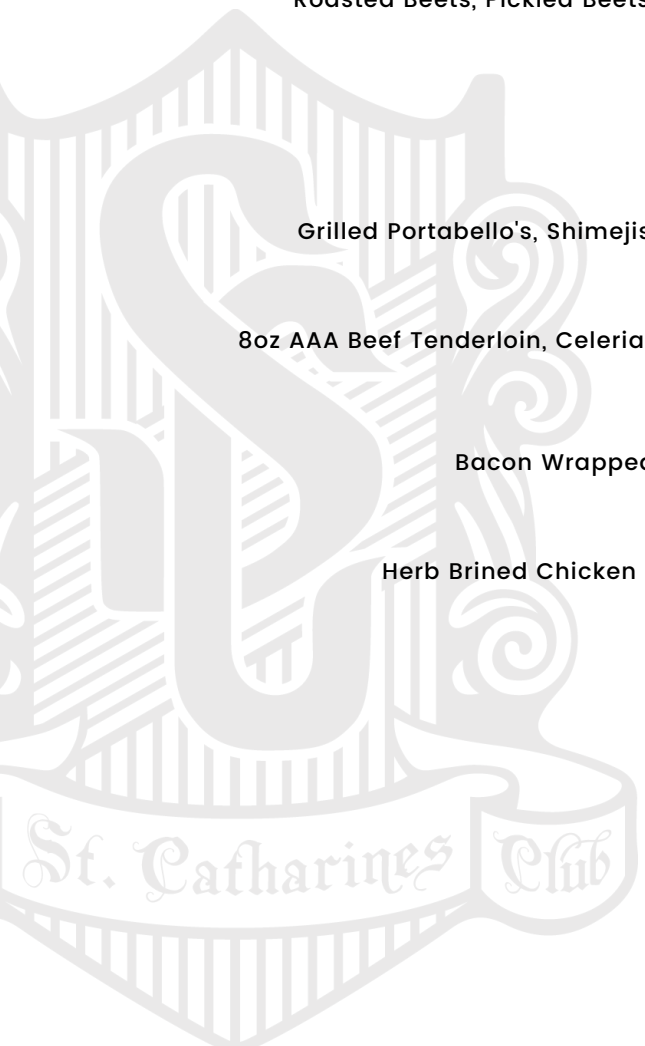 Roasted Beets, Pickled Beets
Grilled Portabello's, Shimejis
8oz AAA Beef Tenderloin, Celeria
Bacon Wrapped
Herb Brined Chicken
St. Catharines Club